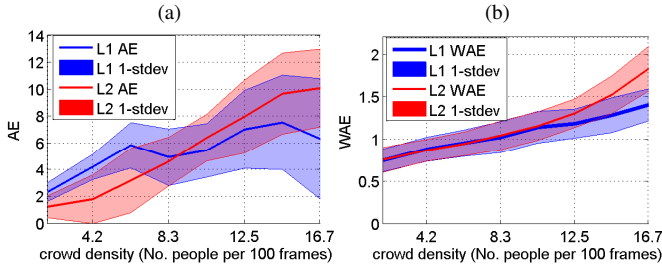 (a)
14
12
10
8
6
4
2
0
AE
L1 AE
L1 1-stdev
L2 AE
L2 1-stdev
4.2 8.3 12.5 16.7
crowd density (No. people per 100 frames)
(b)
2
1.5
1
0.5
0
WAE
L1 WAE
L1 1-stdev
L2 WAE
L2 1-stdev
4.2 8.3 12.5 16.7
crowd density (No. people per 100 frames)